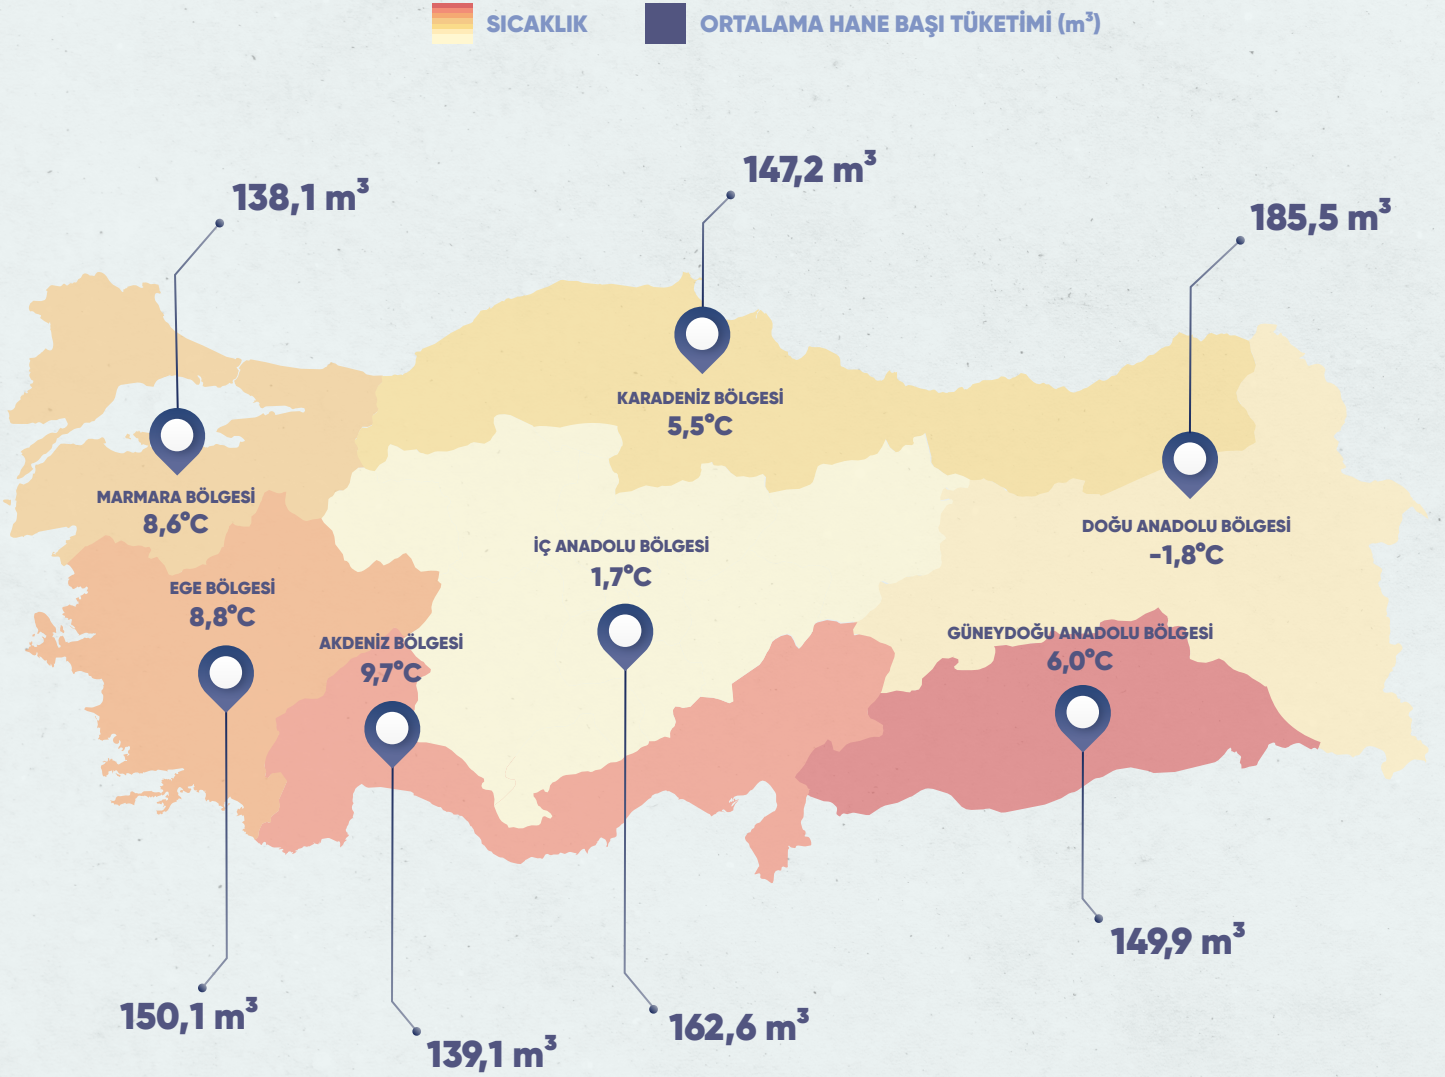 SICAKLIK
ORTALAMA HANE BAŞI TÜKETİMİ (m³)
147,2 m³
138,1 m³
185,5 m³
KARADENİZ BÖLGESİ
5,5°C
MARMARA BÖLGESİ
8,6°C
DOĞU ANADOLU BÖLGESİ
-1,8°C
İÇ ANADOLU BÖLGESİ
1,7°C
EGE BÖLGESİ
8,8°C
AKDENİZ BÖLGESİ
9,7°C
GÜNEYDOĞU ANADOLU BÖLGESİ
6,0°C
149,9 m³
150,1 m³
162,6 m³
139,1 m³